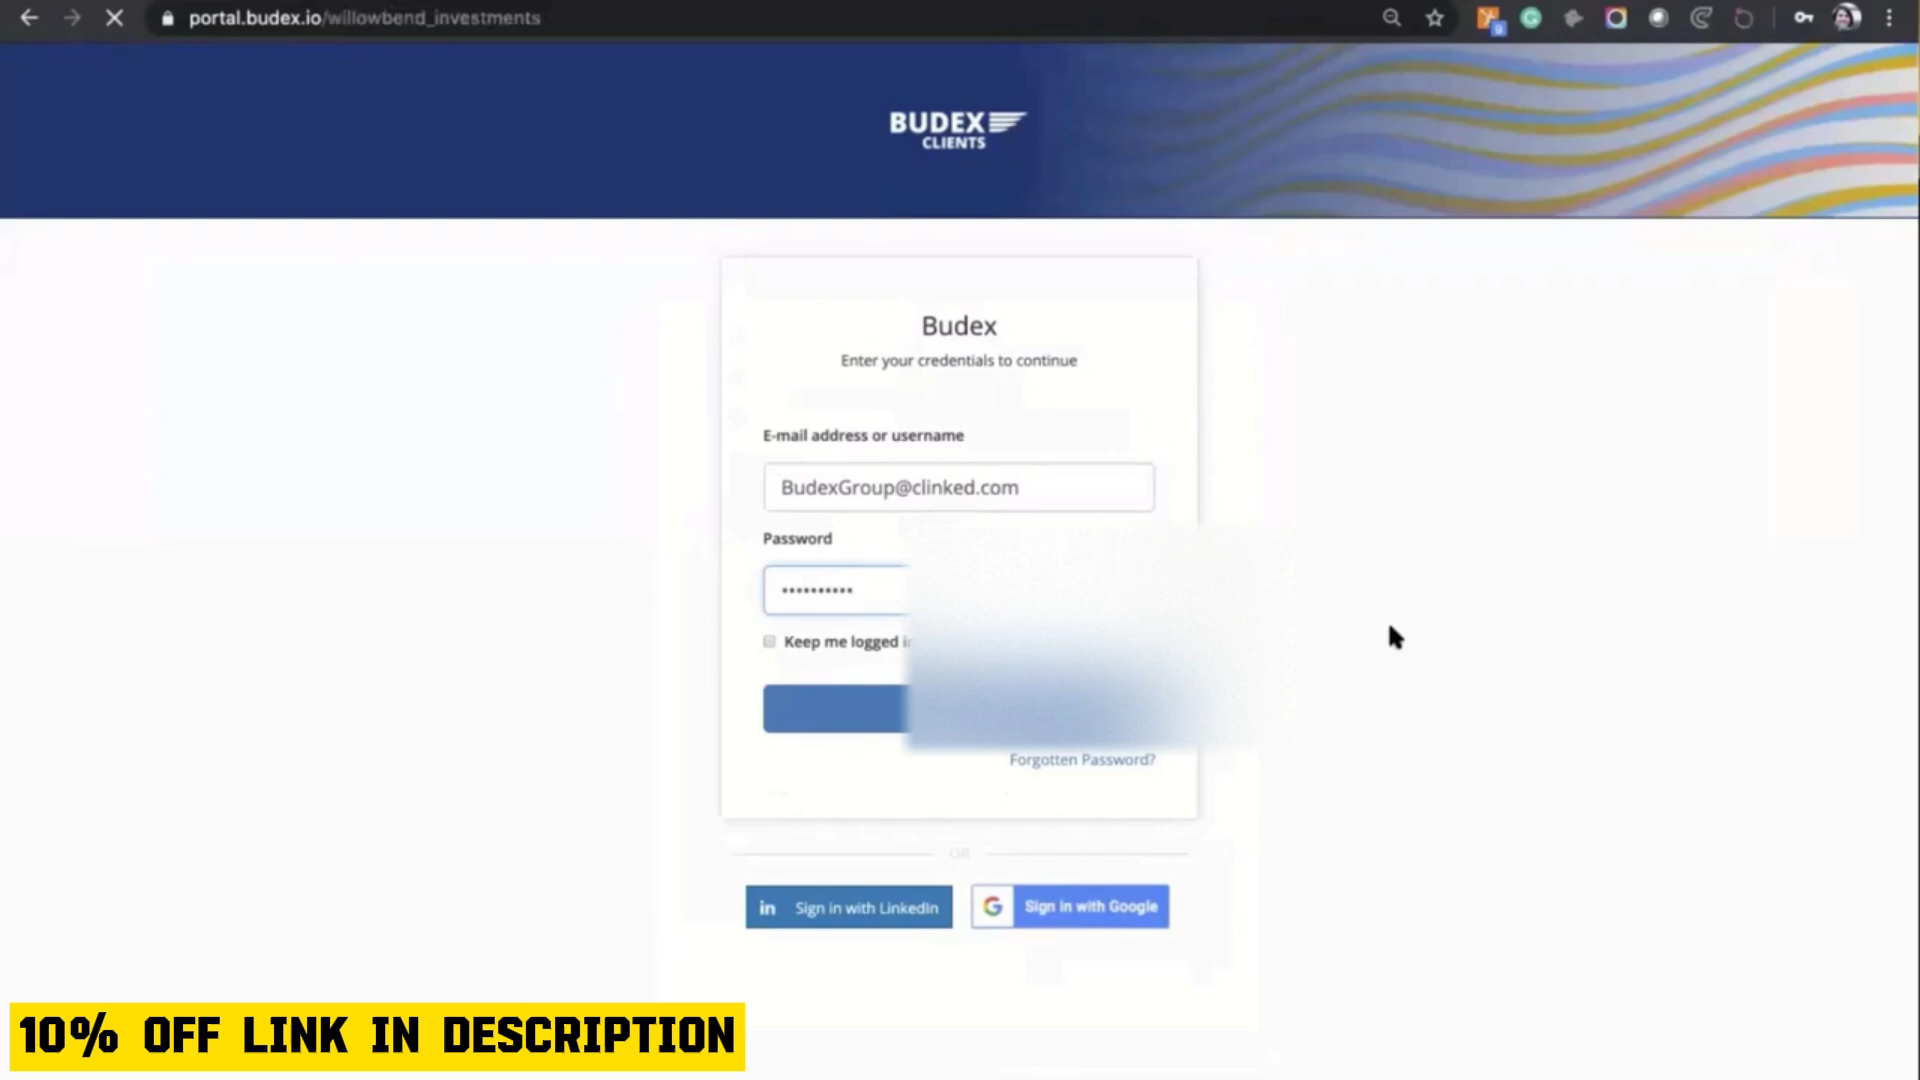 portal.budex.io/willowbend_investments
BUDEX
CLIENTS
Budex
Enter your credentials to continue
E-mail address or username
BudexGroup@clinked.com
Password
••••••••••
Keep me logged in
Forgotten Password?
OR
in Sign in with LinkedIn
G Sign in with Google
10% OFF LINK IN DESCRIPTION